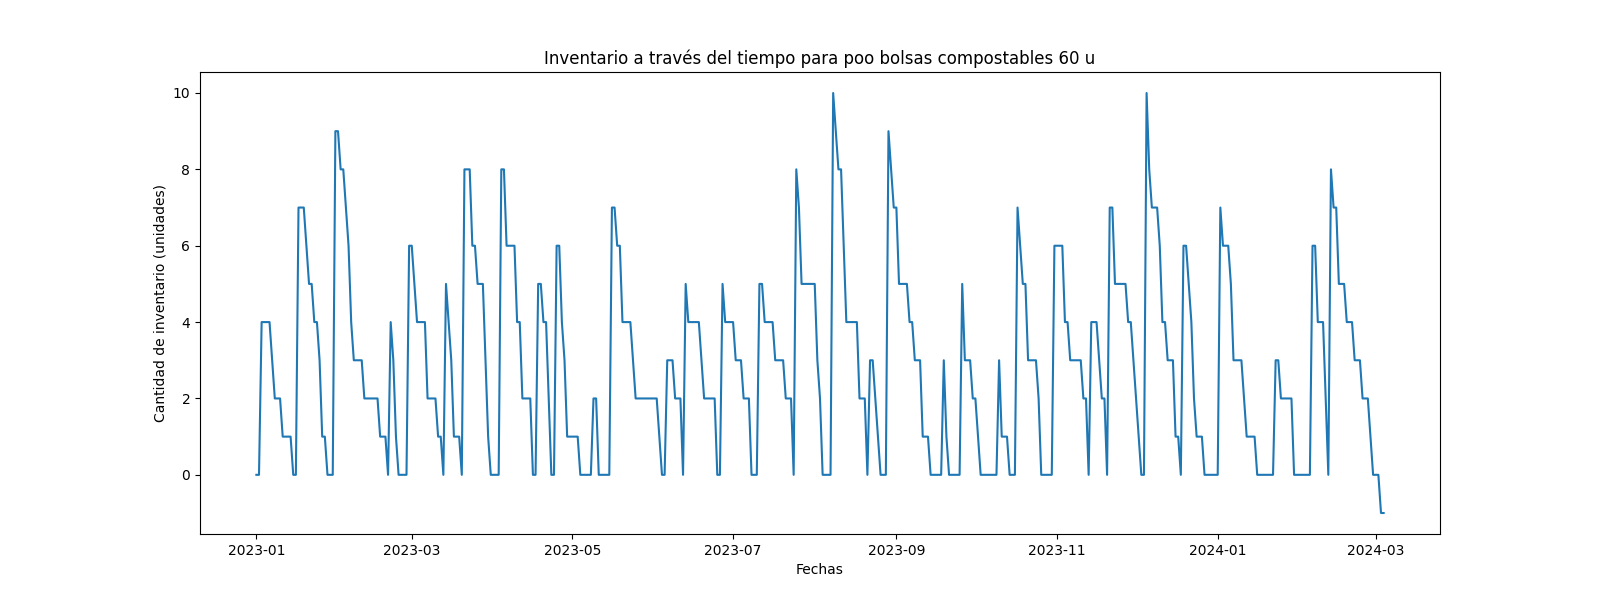 Inventario a través del tiempo para poo bolsas compostables 60 u
Cantidad de inventario (unidades)
10
8
6
4
2
0
2023-01 2023-03 2023-05 2023-07 2023-09 2023-11 2024-01 2024-03
Fechas